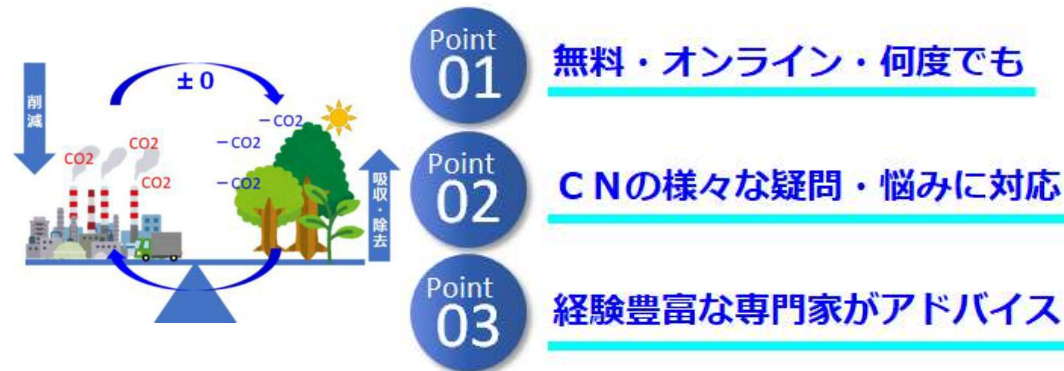 削減
±0
CO2
CO2
CO2
−CO2
−CO2
−CO2
吸収・除去
Point
01
無料・オンライン・何度でも
Point
02
ＣＮの様々な疑問・悩みに対応
Point
03
経験豊富な専門家がアドバイス